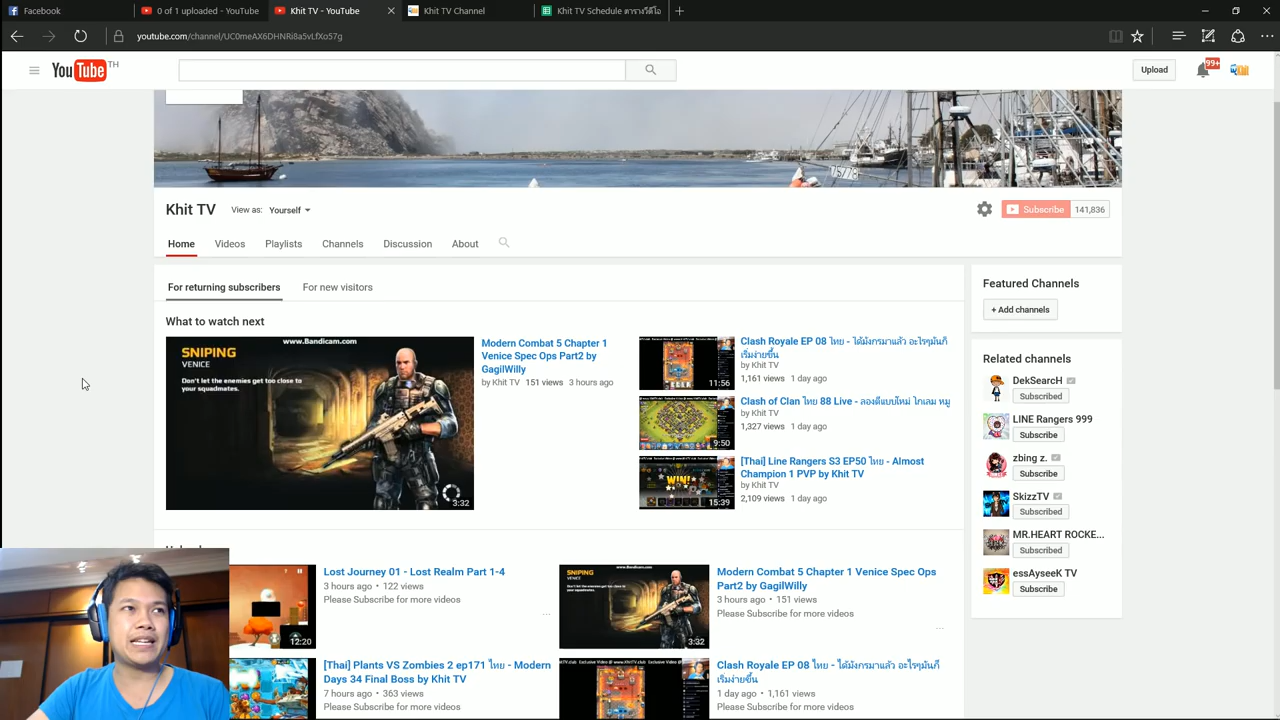 Facebook
0 uploaded - YouTube
Khit TV - YouTube
Khit TV Channel
Khit TV Schedule ตารางเดีย
youtube.com/channel/UC0meAX6DHNRi8a5vLfXo57g
YouTube TH
Upload
99+
75778
Khit TV
View as: Yourself
Subscribe 141,836
Home Videos Playlists Channels Discussion About
For returning subscribers For new visitors
What to watch next
www.Bandicam.com
SNIPING
VENICE
Don't let the enemies get too close to
your squadmates.
3:32
Modern Combat 5 Chapter 1
Venice Spec Ops Part2 by
GagilWilly
by Khit TV 151 views 3 hours ago
11:56
Clash Royale EP 08 ไทย - ได้มังกรมาแล้ว อะไรๆมันก็
เริ่มง่ายขึ้น
by Khit TV
1,161 views 1 day ago
9:50
Clash of Clan ไทย 88 Live - ลองตีแบบใหม่ โกเลม หมู
by Khit TV
1,327 views 1 day ago
WIN!
15:39
[Thai] Line Rangers S3 EP50 ไทย - Almost
Champion 1 PVP by Khit TV
by Khit TV
2,109 views 1 day ago
Featured Channels
+ Add channels
Related channels
DekSearcH
Subscribed
LINE Rangers 999
Subscribe
zbing z.
Subscribe
SkizzTV
Subscribed
MR.HEART ROCKE...
Subscribed
essAyseeK TV
Subscribe
12:20
Lost Journey 01 - Lost Realm Part 1-4
3 hours ago • 122 views
Please Subscribe for more videos
www.Bandicam.com
SNIPING
VENICE
3:32
Modern Combat 5 Chapter 1 Venice Spec Ops
Part2 by GagilWilly
3 hours ago • 151 views
Please Subscribe for more videos
[Thai] Plants VS Zombies 2 ep171 ไทย - Modern
Days 34 Final Boss by Khit TV
7 hours ago • 363 views
Please Subscribe for more videos
Clash Royale EP 08 ไทย - ได้มังกรมาแล้ว อะไรๆมันก็
เริ่มง่ายขึ้น
1 day ago • 1,161 views
Please Subscribe for more videos